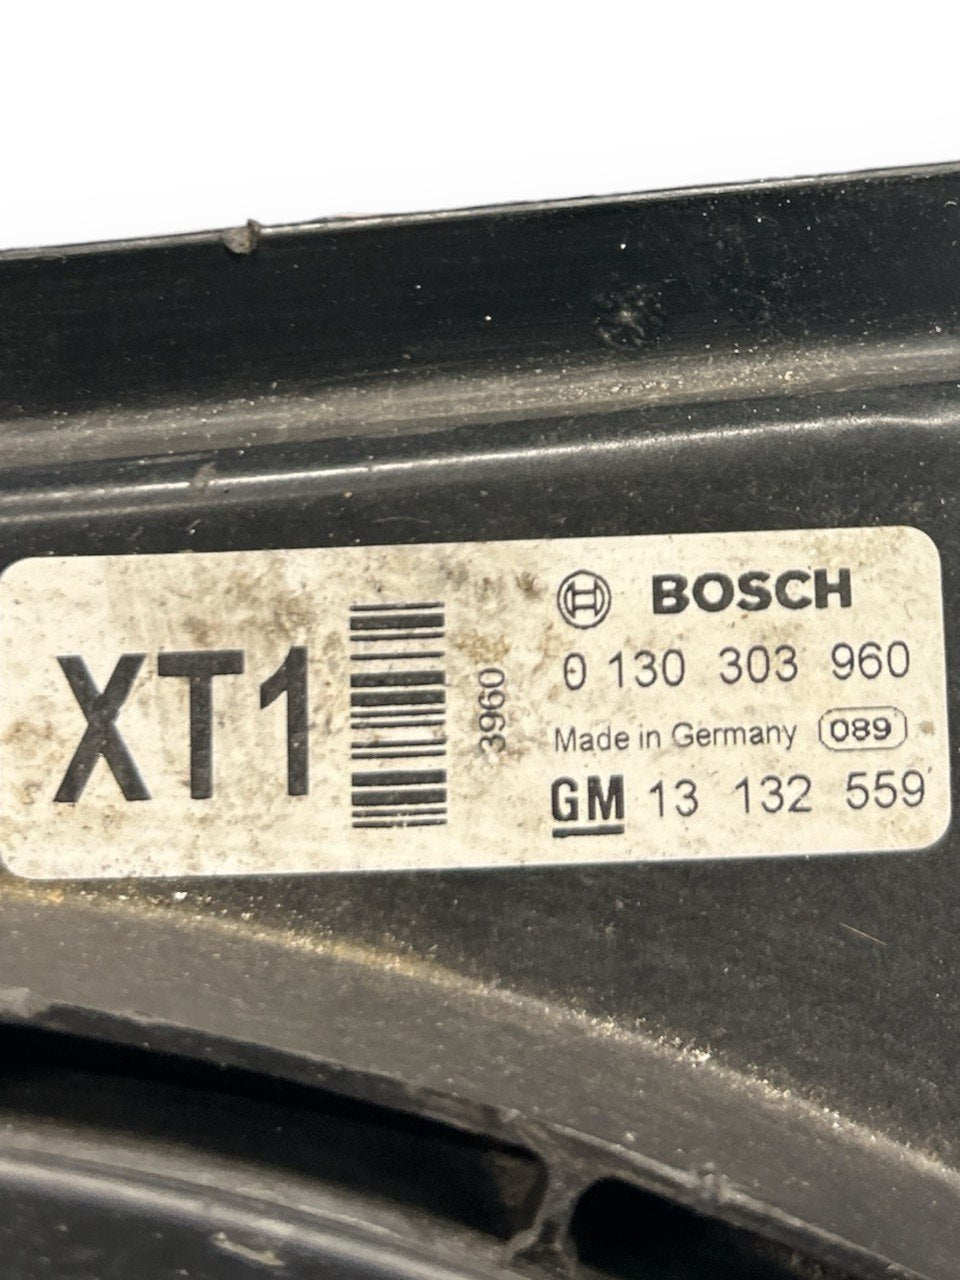 XT1
3960
BOSCH
0 130 303 960
Made in Germany 089
GM 13 132 559